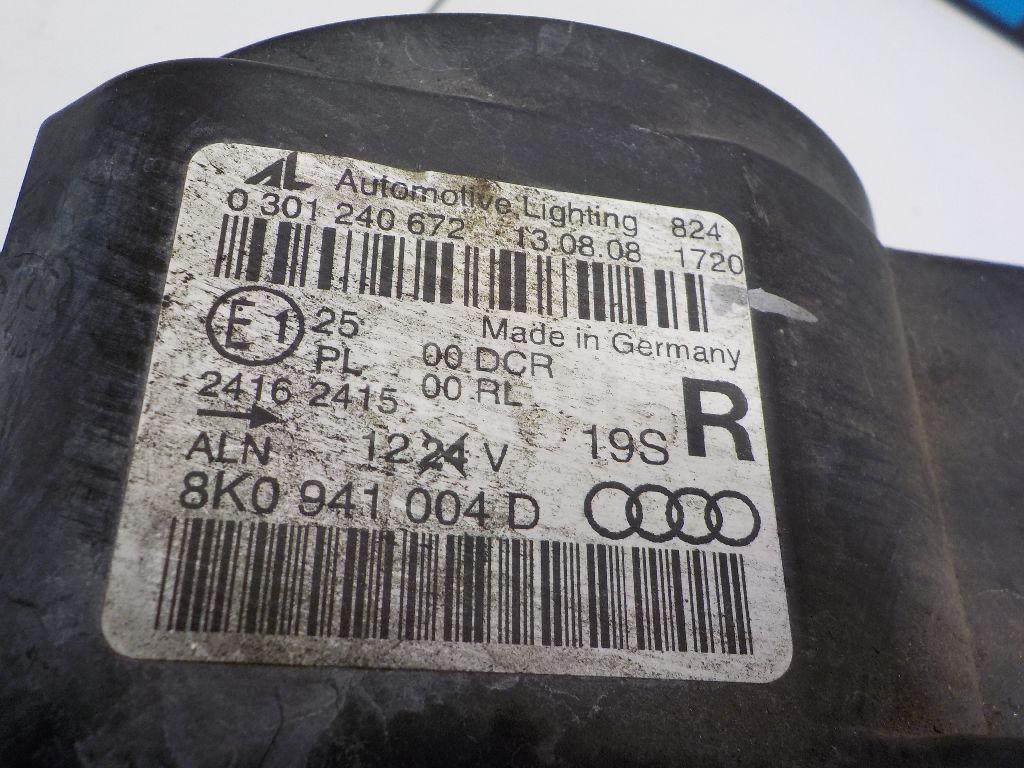 AL Automotive Lighting 824
0 301 240 672 13.08.08 1720
E1 25 Made in Germany
PL 00 DCR
2416 2415 00 RL R
ALN 12 24 V 19S
8K0 941 004 D